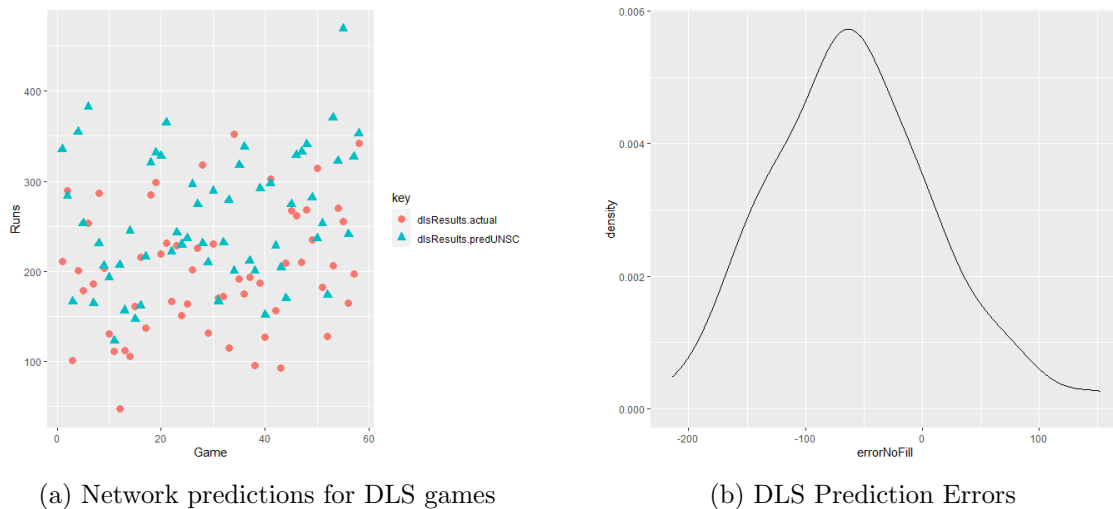 400
300
200
100
Runs
0
20
40
60
Game
key
dlsResults.actual
dlsResults.predUNSC
(a) Network predictions for DLS games
0.006
0.004
0.002
0.000
density
-200
-100
0
100
errorNoFill
(b) DLS Prediction Errors